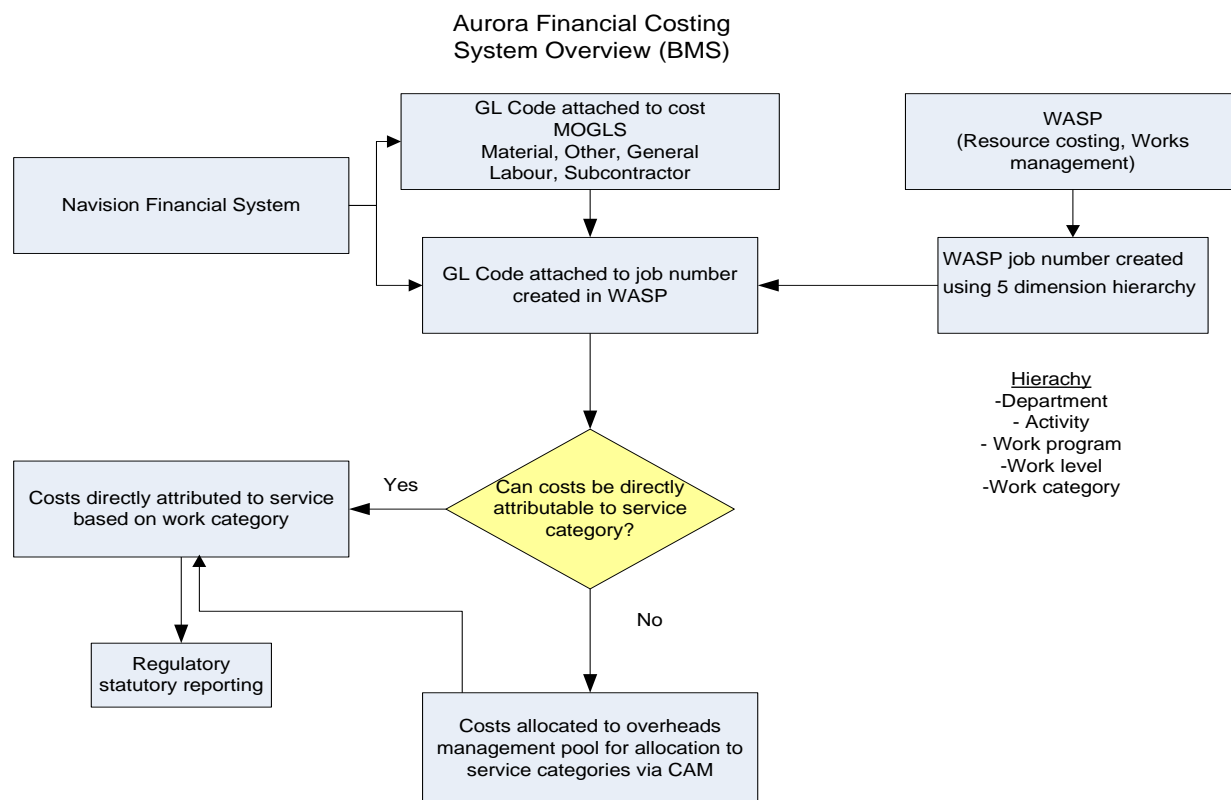 Aurora Financial Costing
System Overview (BMS)
GL Code attached to cost
MOGLS
Material, Other, General
Labour, Subcontractor
WASP
(Resource costing, Works
management)
Navision Financial System
GL Code attached to job number
created in WASP
WASP job number created
using 5 dimension hierarchy
Hierachy
-Department
- Activity
- Work program
-Work level
-Work category
Can costs be directly
attributable to service
category?
Yes
Costs directly attributed to service
based on work category
No
Regulatory
statutory reporting
Costs allocated to overheads
management pool for allocation to
service categories via CAM